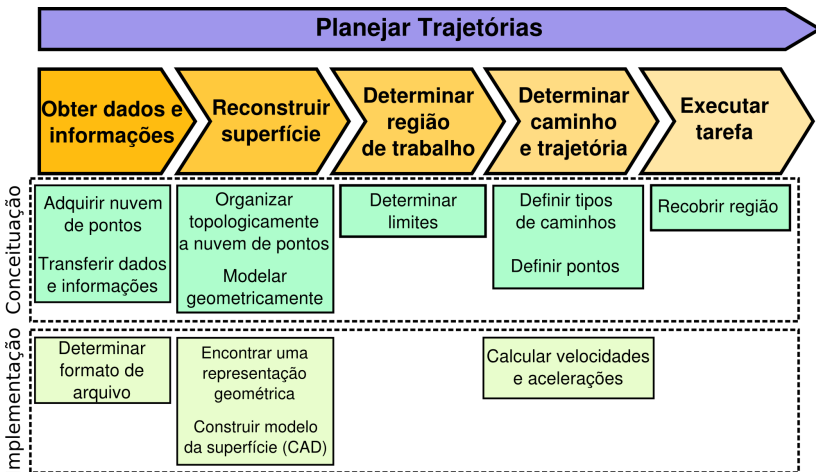 Planejar Trajetórias
Obter dados e
informações
Reconstruir
superfície
Determinar
região
de trabalho
Determinar
caminho
e trajetória
Executar
tarefa
Conceituação
Adquirir nuvem
de pontos
Transferir dados
e informações
Organizar
topologicamente
a nuvem de pontos
Modelar
geometricamente
Determinar
limites
Definir tipos
de caminhos
Definir pontos
Recobrir região
mplementação
Determinar
formato de
arquivo
Encontrar uma
representação
geométrica
Construir modelo
da superfície (CAD)
Calcular velocidades
e acelerações